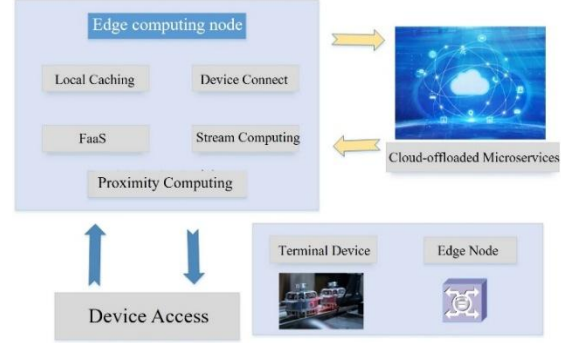 Edge computing node
Local Caching
Device Connect
FaaS
Stream Computing
Proximity Computing
Cloud-offloaded Microservices
Terminal Device
Edge Node
Device Access